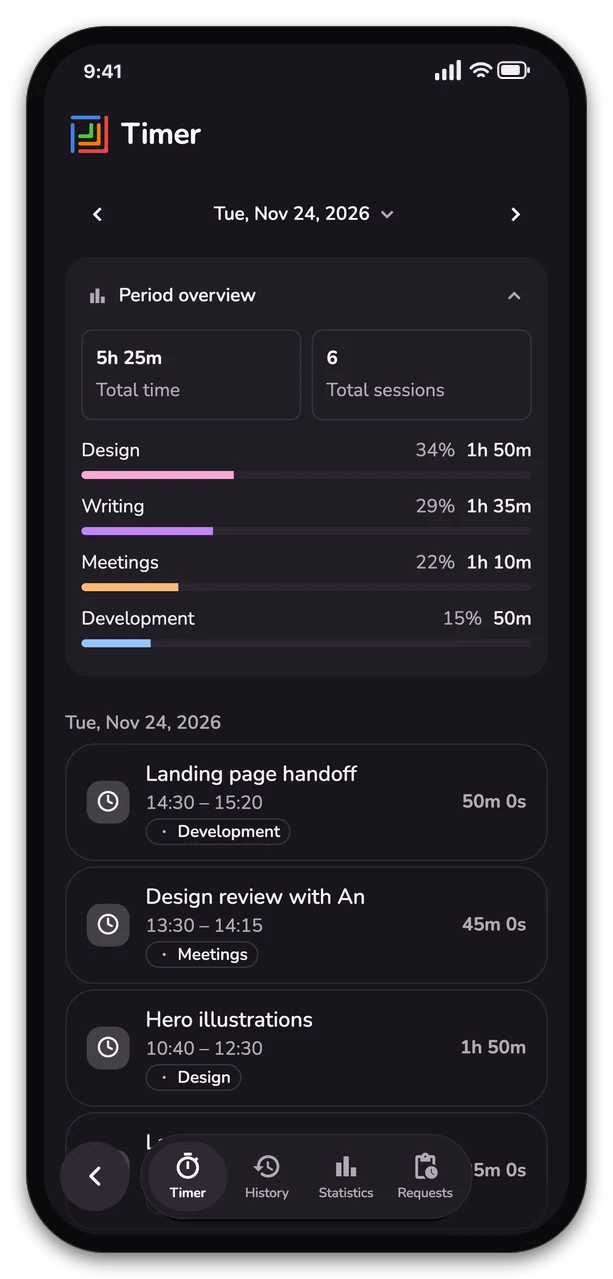 9:41
Timer
Tue, Nov 24, 2026
Period overview
5h 25m
Total time
6
Total sessions
Design 34% 1h 50m
Writing 29% 1h 35m
Meetings 22% 1h 10m
Development 15% 50m
Tue, Nov 24, 2026
Landing page handoff
14:30 – 15:20
50m 0s
Development
Design review with An
13:30 – 14:15
45m 0s
Meetings
Hero illustrations
10:40 – 12:30
1h 50m
Design
5m 0s
Timer History Statistics Requests